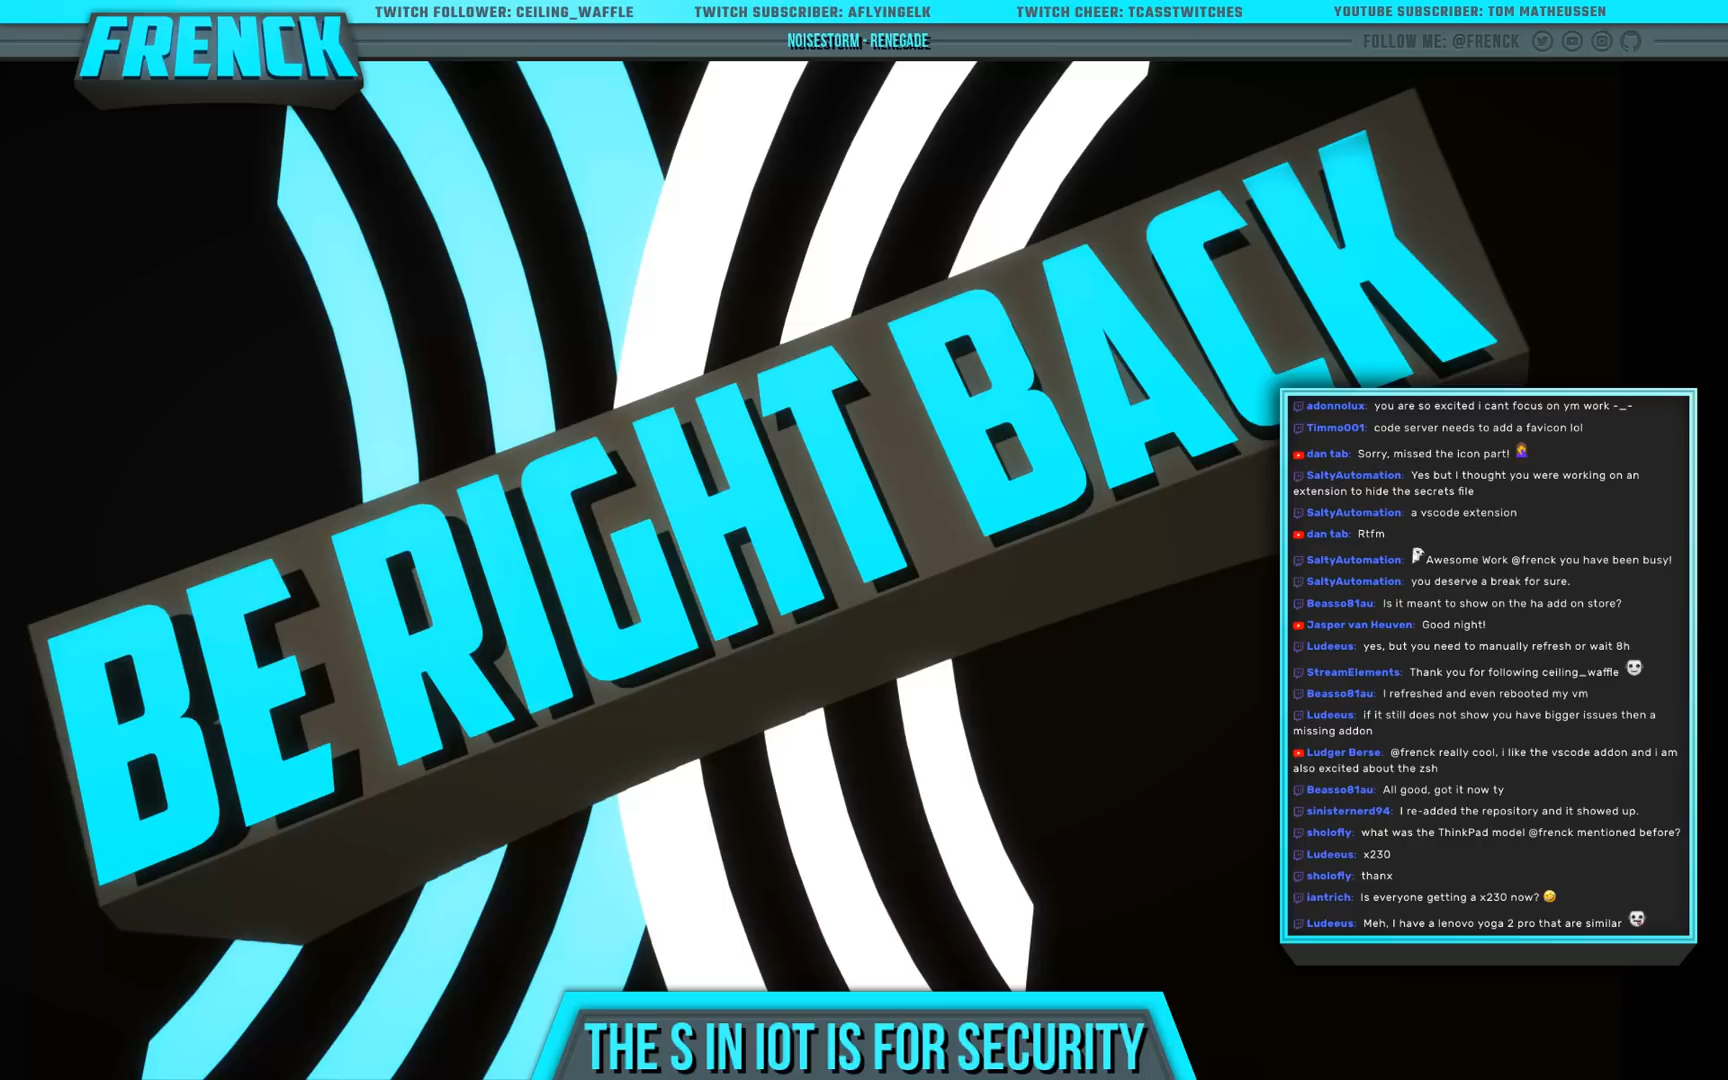 TWITCH FOLLOWER: CEILING_WAFFLE
TWITCH SUBSCRIBER: AFLYINGELK
TWITCH CHEER: TCASSTWITCHES
YOUTUBE SUBSCRIBER: TOM MATHEUSSEN
FRENCK
NOISESTORM - RENEGADE
FOLLOW ME: @FRENCK
BE RIGHT BACK
adonnolux: you are so excited i cant focus on ym work -_-
Timmo001: code server needs to add a favicon lol
dan tab: Sorry, missed the icon part! 🤦
SaltyAutomation: Yes but I thought you were working on an
extension to hide the secrets file
SaltyAutomation: a vscode extension
dan tab: Rtfm
SaltyAutomation: Awesome Work @frenck you have been busy!
SaltyAutomation: you deserve a break for sure.
Beasso81au: Is it meant to show on the ha add on store?
Jasper van Heuven: Good night!
Ludeeus: yes, but you need to manually refresh or wait 8h
StreamElements: Thank you for following ceiling_waffle
Beasso81au: I refreshed and even rebooted my vm
Ludeeus: if it still does not show you have bigger issues then a
missing addon
Ludger Berse: @frenck really cool, i like the vscode addon and i am
also excited about the zsh
Beasso81au: All good, got it now ty
sinisternerd94: I re-added the repository and it showed up.
sholofly: what was the ThinkPad model @frenck mentioned before?
Ludeeus: x230
sholofly: thanx
iantrich: Is everyone getting a x230 now? 🤣
Ludeeus: Meh, I have a lenovo yoga 2 pro that are similar
THE S IN IOT IS FOR SECURITY